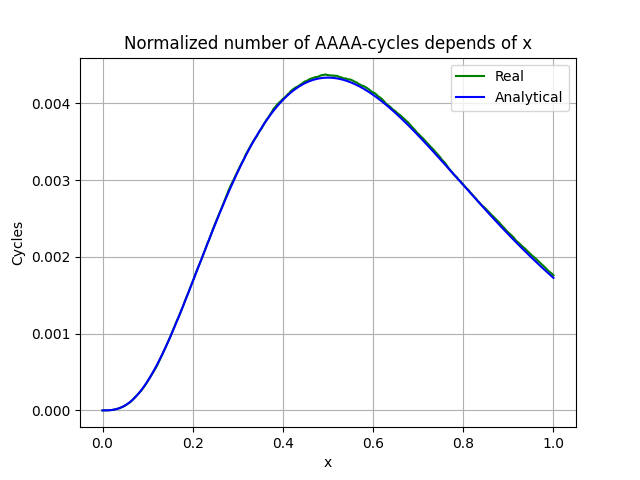 Normalized number of AAAA-cycles depends of x
Real
Analytical
Cycles
0.004
0.003
0.002
0.001
0.000
0.0 0.2 0.4 0.6 0.8 1.0
x